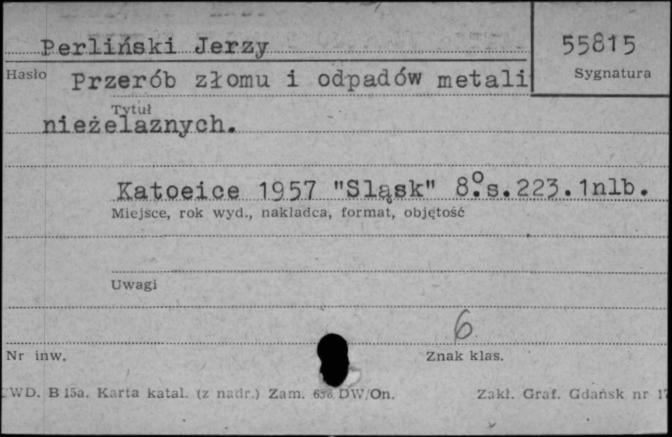 Perliński Jerzy
55815
Hasło
Sygnatura
Przerób złomu i odpadów metali
Tytuł
nieżelaznych.
Katoeice 1957 "Sląsk" 8.º s.223.1nlb.
Miejsce, rok wyd., nakładca, format, objętość
Uwagi
6
Nr inw.
Znak klas.
CWD. B 15a. Karta katal. (z nadr.) Zam. DW/On.
Zakł. Graf. Gdańsk nr